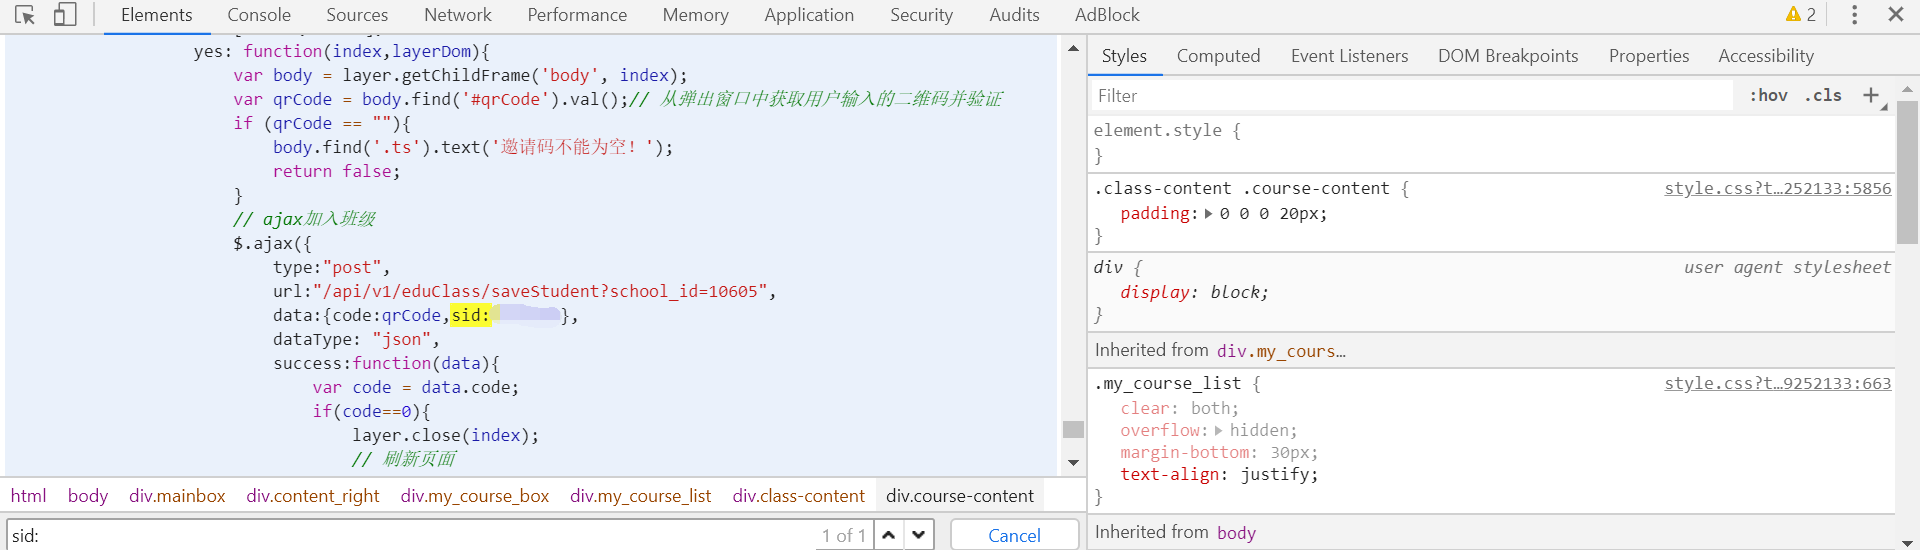 Elements Console Sources Network Performance Memory Application Security Audits AdBlock 2
yes: function(index,layerDom){
var body = layer.getChildFrame('body', index);
var qrCode = body.find('#qrCode').val();// 从弹出窗口中获取用户输入的二维码并验证
if (qrCode == ""){
body.find('.ts').text('邀请码不能为空！');
return false;
}
// ajax加入班级
$.ajax({
type:"post",
url:"/api/v1/eduClass/saveStudent?school_id=10605",
data:{code:qrCode,sid: },
dataType: "json",
success:function(data){
var code = data.code;
if(code==0){
layer.close(index);
// 刷新页面
html body div.mainbox div.content_right div.my_course_box div.my_course_list div.class-content div.course-content
sid: 1 of 1 Cancel
Styles Computed Event Listeners DOM Breakpoints Properties Accessibility
Filter :hov .cls +
element.style {
}
.class-content .course-content { style.css?t…252133:5856
padding: 0 0 0 20px;
}
div { user agent stylesheet
display: block;
}
Inherited from div.my_cours…
.my_course_list { style.css?t…9252133:663
clear: both;
overflow: hidden;
margin-bottom: 30px;
text-align: justify;
}
Inherited from body